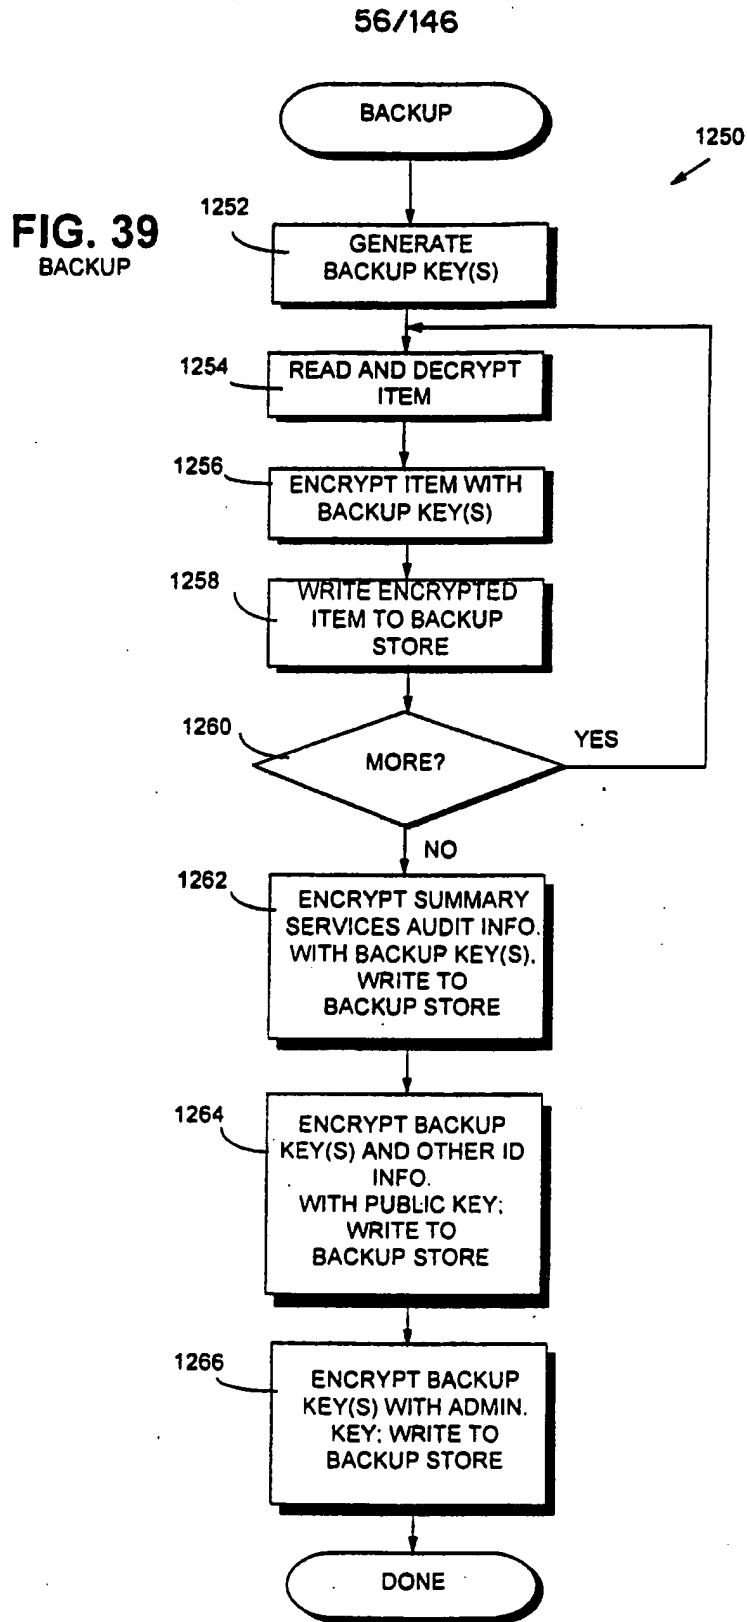 56/146
BACKUP
1250
FIG. 39
BACKUP
1252
GENERATE
BACKUP KEY(S)
1254
READ AND DECRYPT
ITEM
1256
ENCRYPT ITEM WITH
BACKUP KEY(S)
1258
WRITE ENCRYPTED
ITEM TO BACKUP
STORE
1260
MORE?
YES
NO
1262
ENCRYPT SUMMARY
SERVICES AUDIT INFO.
WITH BACKUP KEY(S),
WRITE TO
BACKUP STORE
1264
ENCRYPT BACKUP
KEY(S) AND OTHER ID
INFO.
WITH PUBLIC KEY;
WRITE TO
BACKUP STORE
1266
ENCRYPT BACKUP
KEY(S) WITH ADMIN.
KEY; WRITE TO
BACKUP STORE
DONE